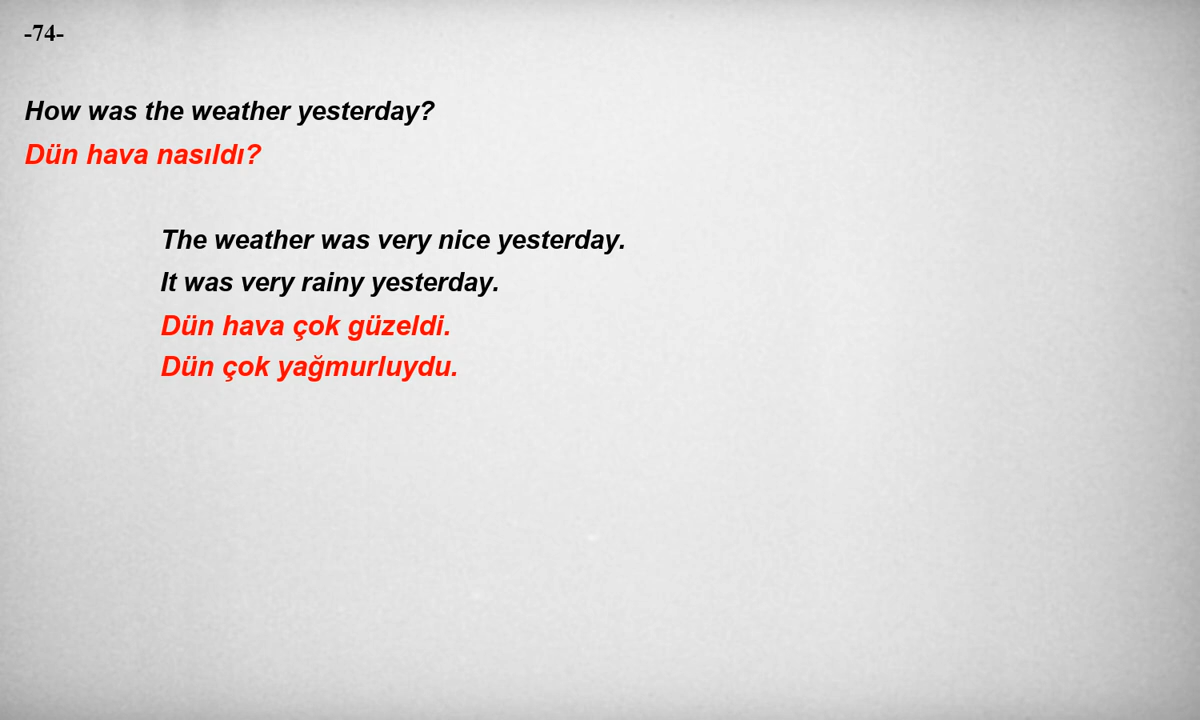 -74-
How was the weather yesterday?
Dün hava nasıldı?
The weather was very nice yesterday.
It was very rainy yesterday.
Dün hava çok güzeldi.
Dün çok yağmurluydu.